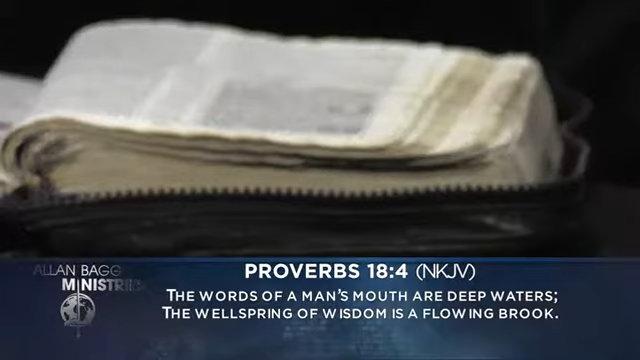 PROVERBS 18:4 (NKJV)
ALLAN BAGG
MINISTRIES
THE WORDS OF A MAN'S MOUTH ARE DEEP WATERS;
THE WELLSPRING OF WISDOM IS A FLOWING BROOK.